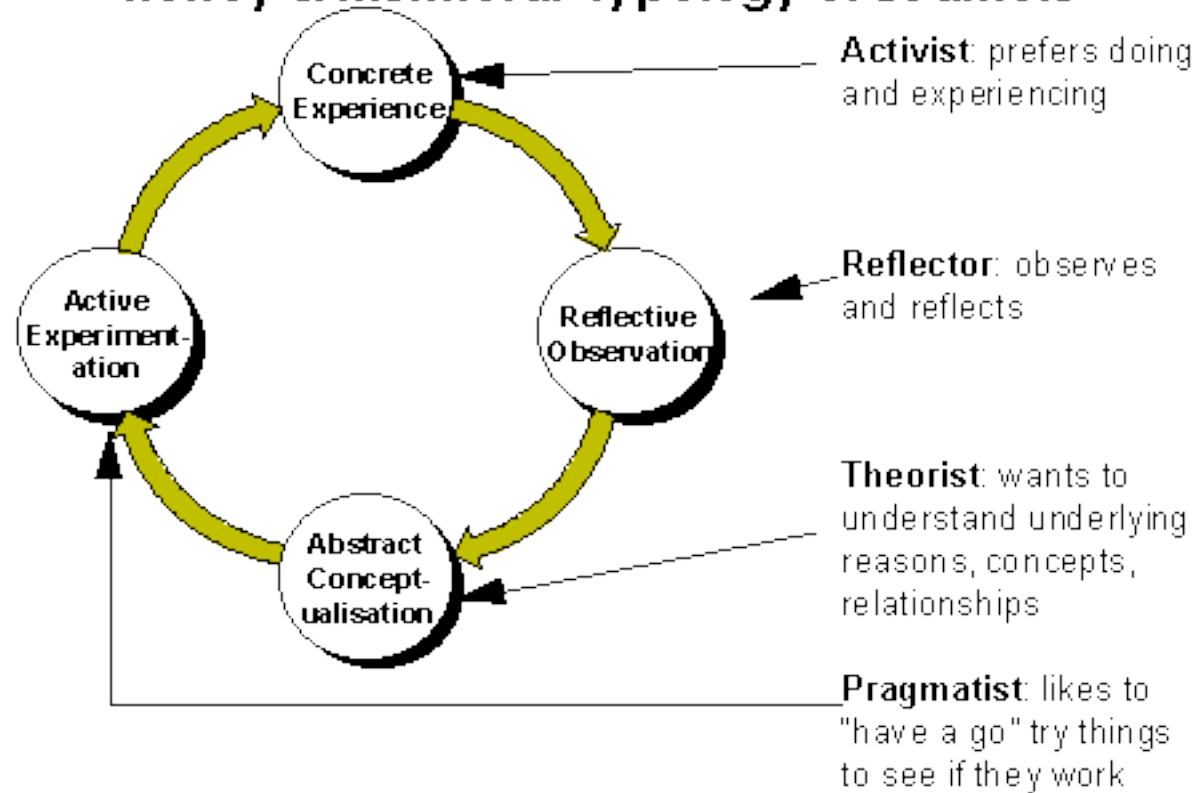 Concrete
Experience
Activist: prefers doing
and experiencing
Reflector: observes
and reflects
Active
Experiment-
ation
Reflective
Observation
Theorist: wants to
understand underlying
reasons, concepts,
relationships
Abstract
Concept-
ualisation
Pragmatist: likes to
"have a go" try things
to see if they work